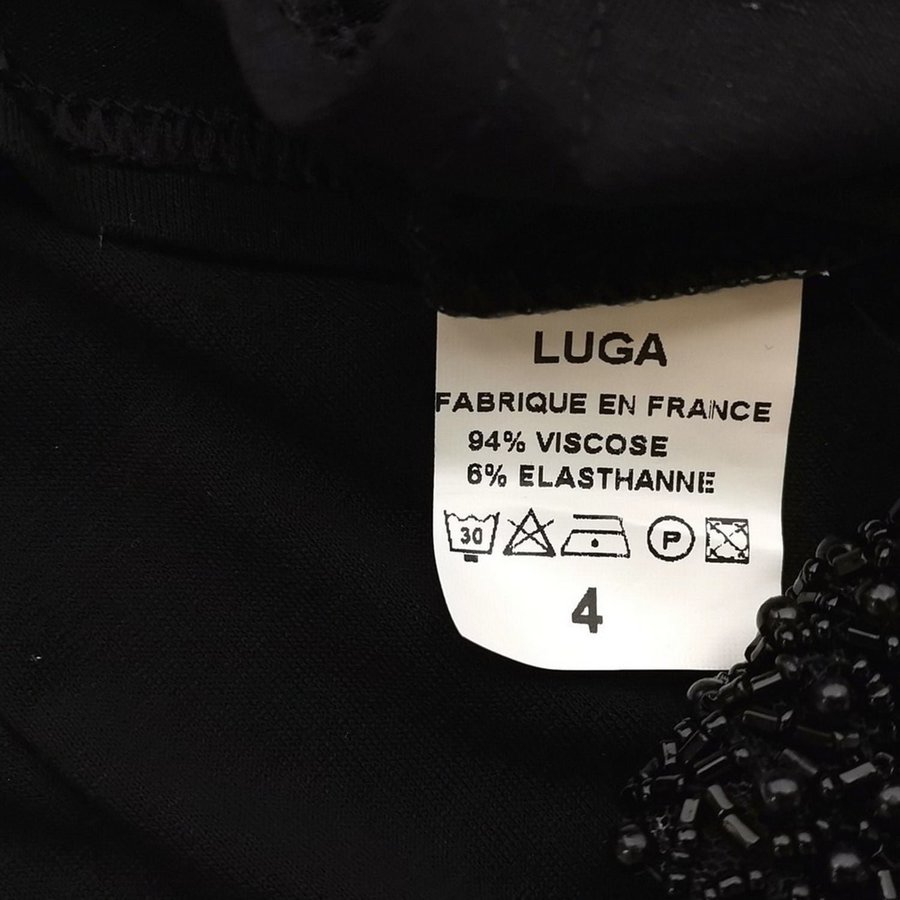 LUGA
FABRIQUE EN FRANCE
94% VISCOSE
6% ELASTHANNE
30 P
4